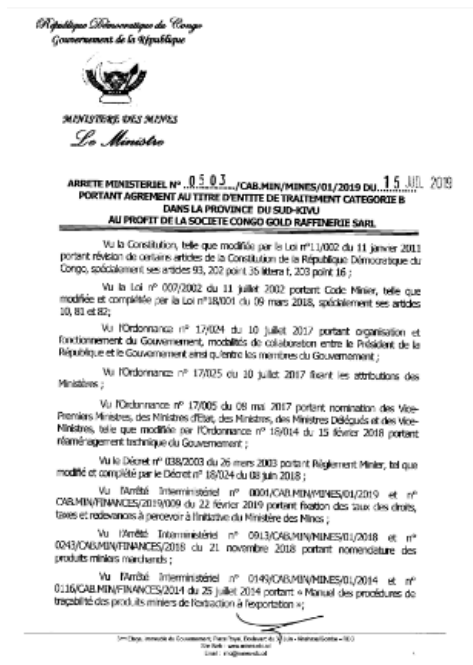 République Démocratique du Congo
Gouvernement de la République
MINISTERE DES MINES
Le Ministre
ARRETE MINISTERIEL N° 0503 /CAB.MIN/MINES/01/2019 DU 15 JUIL 2019
PORTANT AGREMENT AU TITRE D'ENTITE DE TRAITEMENT CATEGORIE B
DANS LA PROVINCE DU SUD-KIVU
AU PROFIT DE LA SOCIETE CONGO GOLD RAFFINERIE SARL
Vu la Constitution, telle que modifiée par la Loi n°11/002 du 11 janvier 2011
portant révision de certains articles de la Constitution de la République Démocratique du
Congo, spécialement ses articles 93, 202 point 36 littera f, 203 point 16 ;
Vu la Loi n° 007/2002 du 11 juillet 2002 portant Code Minier, telle que
modifiée et complétée par la Loi n°18/001 du 09 mars 2018, spécialement ses articles
10, 81 et 82;
Vu l'Ordonnance n° 17/024 du 10 juillet 2017 portant organisation et
fonctionnement du Gouvernement, modalités de collaboration entre le Président de la
République et le Gouvernement ainsi qu'entre les membres du Gouvernement ;
Vu l'Ordonnance n° 17/025 du 10 juillet 2017 fixant les attributions des
Ministères ;
Vu l'Ordonnance n° 17/005 du 08 mai 2017 portant nomination des Vice-
Premiers Ministres, des Ministres d'Etat, des Ministres, des Ministres Délégués et des Vice-
Ministres, telle que modifiée par l'Ordonnance n° 18/014 du 15 février 2018 portant
réaménagement technique du Gouvernement ;
Vu le Décret n° 038/2003 du 26 mars 2003 portant Règlement Minier, tel que
modifié et complété par le Décret n° 18/024 du 08 juin 2018 ;
Vu l'Arrêté Interministériel n° 0001/CAB.MIN/MINES/01/2019 et n°
CAB.MIN/FINANCES/2019/009 du 22 février 2019 portant fixation des taux des droits,
taxes et redevances à percevoir à l'initiative du Ministère des Mines ;
Vu l'Arrêté Interministériel n° 0913/CAB.MIN/MINES/01/2018 et n°
0243/CAB.MIN/FINANCES/2018 du 21 novembre 2018 portant nomenclature des
produits miniers marchands ;
Vu l'Arrêté Interministériel n° 0149/CAB.MIN/MINES/01/2014 et n°
0116/CAB.MIN/FINANCES/2014 du 25 juillet 2014 portant « Manuel des procédures de
traçabilité des produits miniers de l'extraction à l'exportation »;